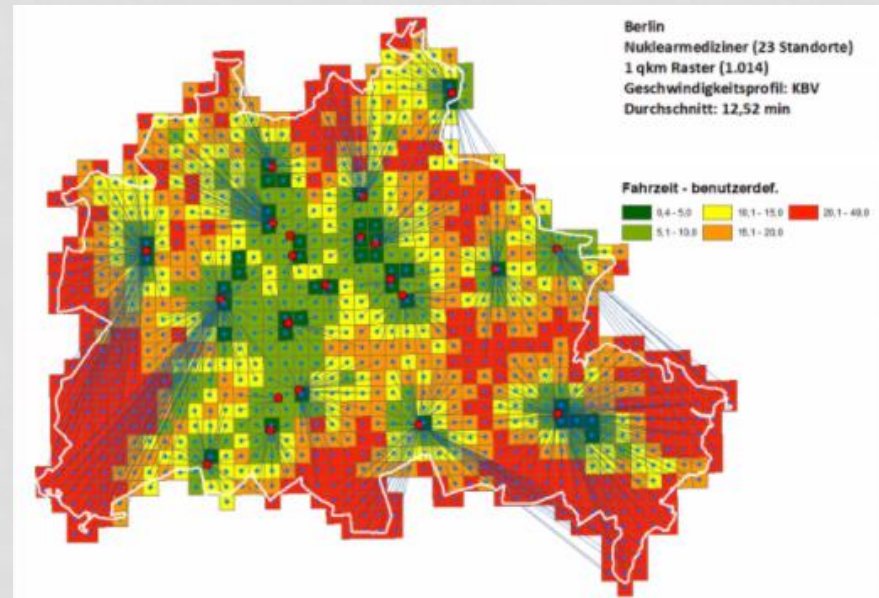 Berlin
Nuklearmediziner (23 Standorte)
1 qkm Raster (1.014)
Geschwindigkeitsprofil: KBV
Durchschnitt: 12,52 min
Fahrzeit - benutzerdef.
0,4 - 5,0
10,1 - 15,0
20,1 - 49,0
5,1 - 10,0
15,1 - 20,0